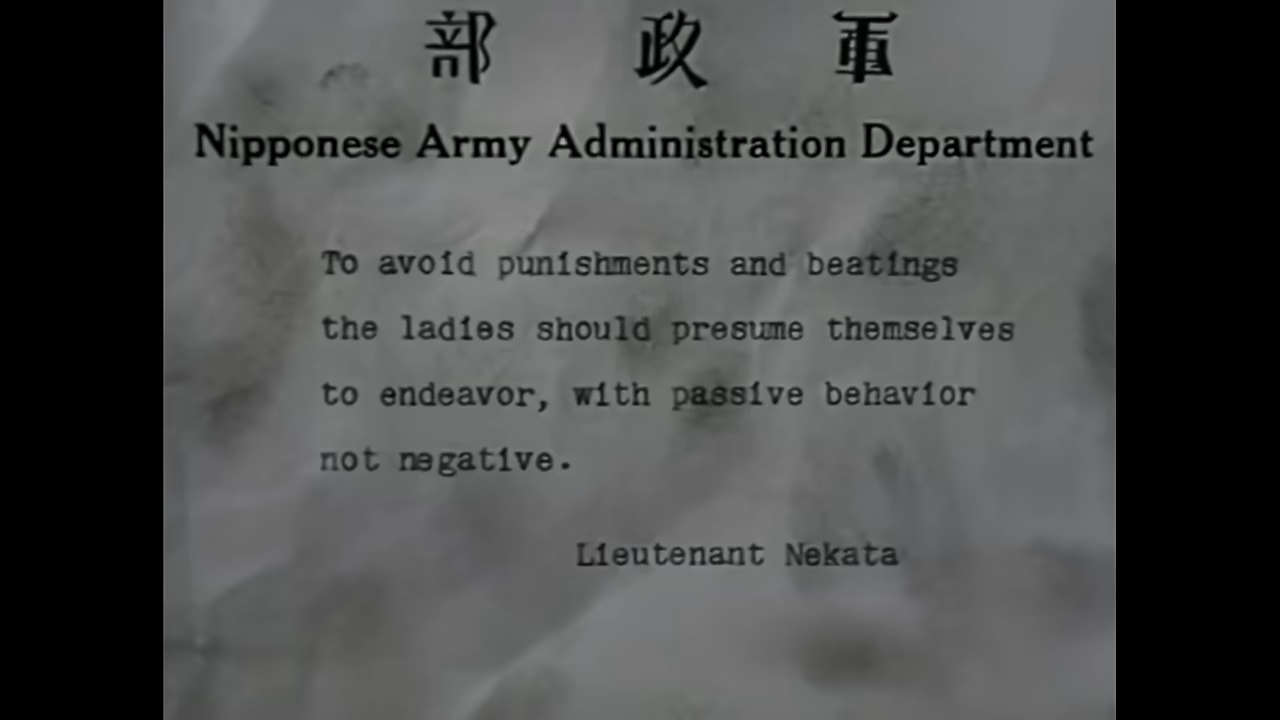 部 政 軍
Nipponese Army Administration Department
To avoid punishments and beatings
the ladies should presume themselves
to endeavor, with passive behavior
not negative.
Lieutenant Nekata